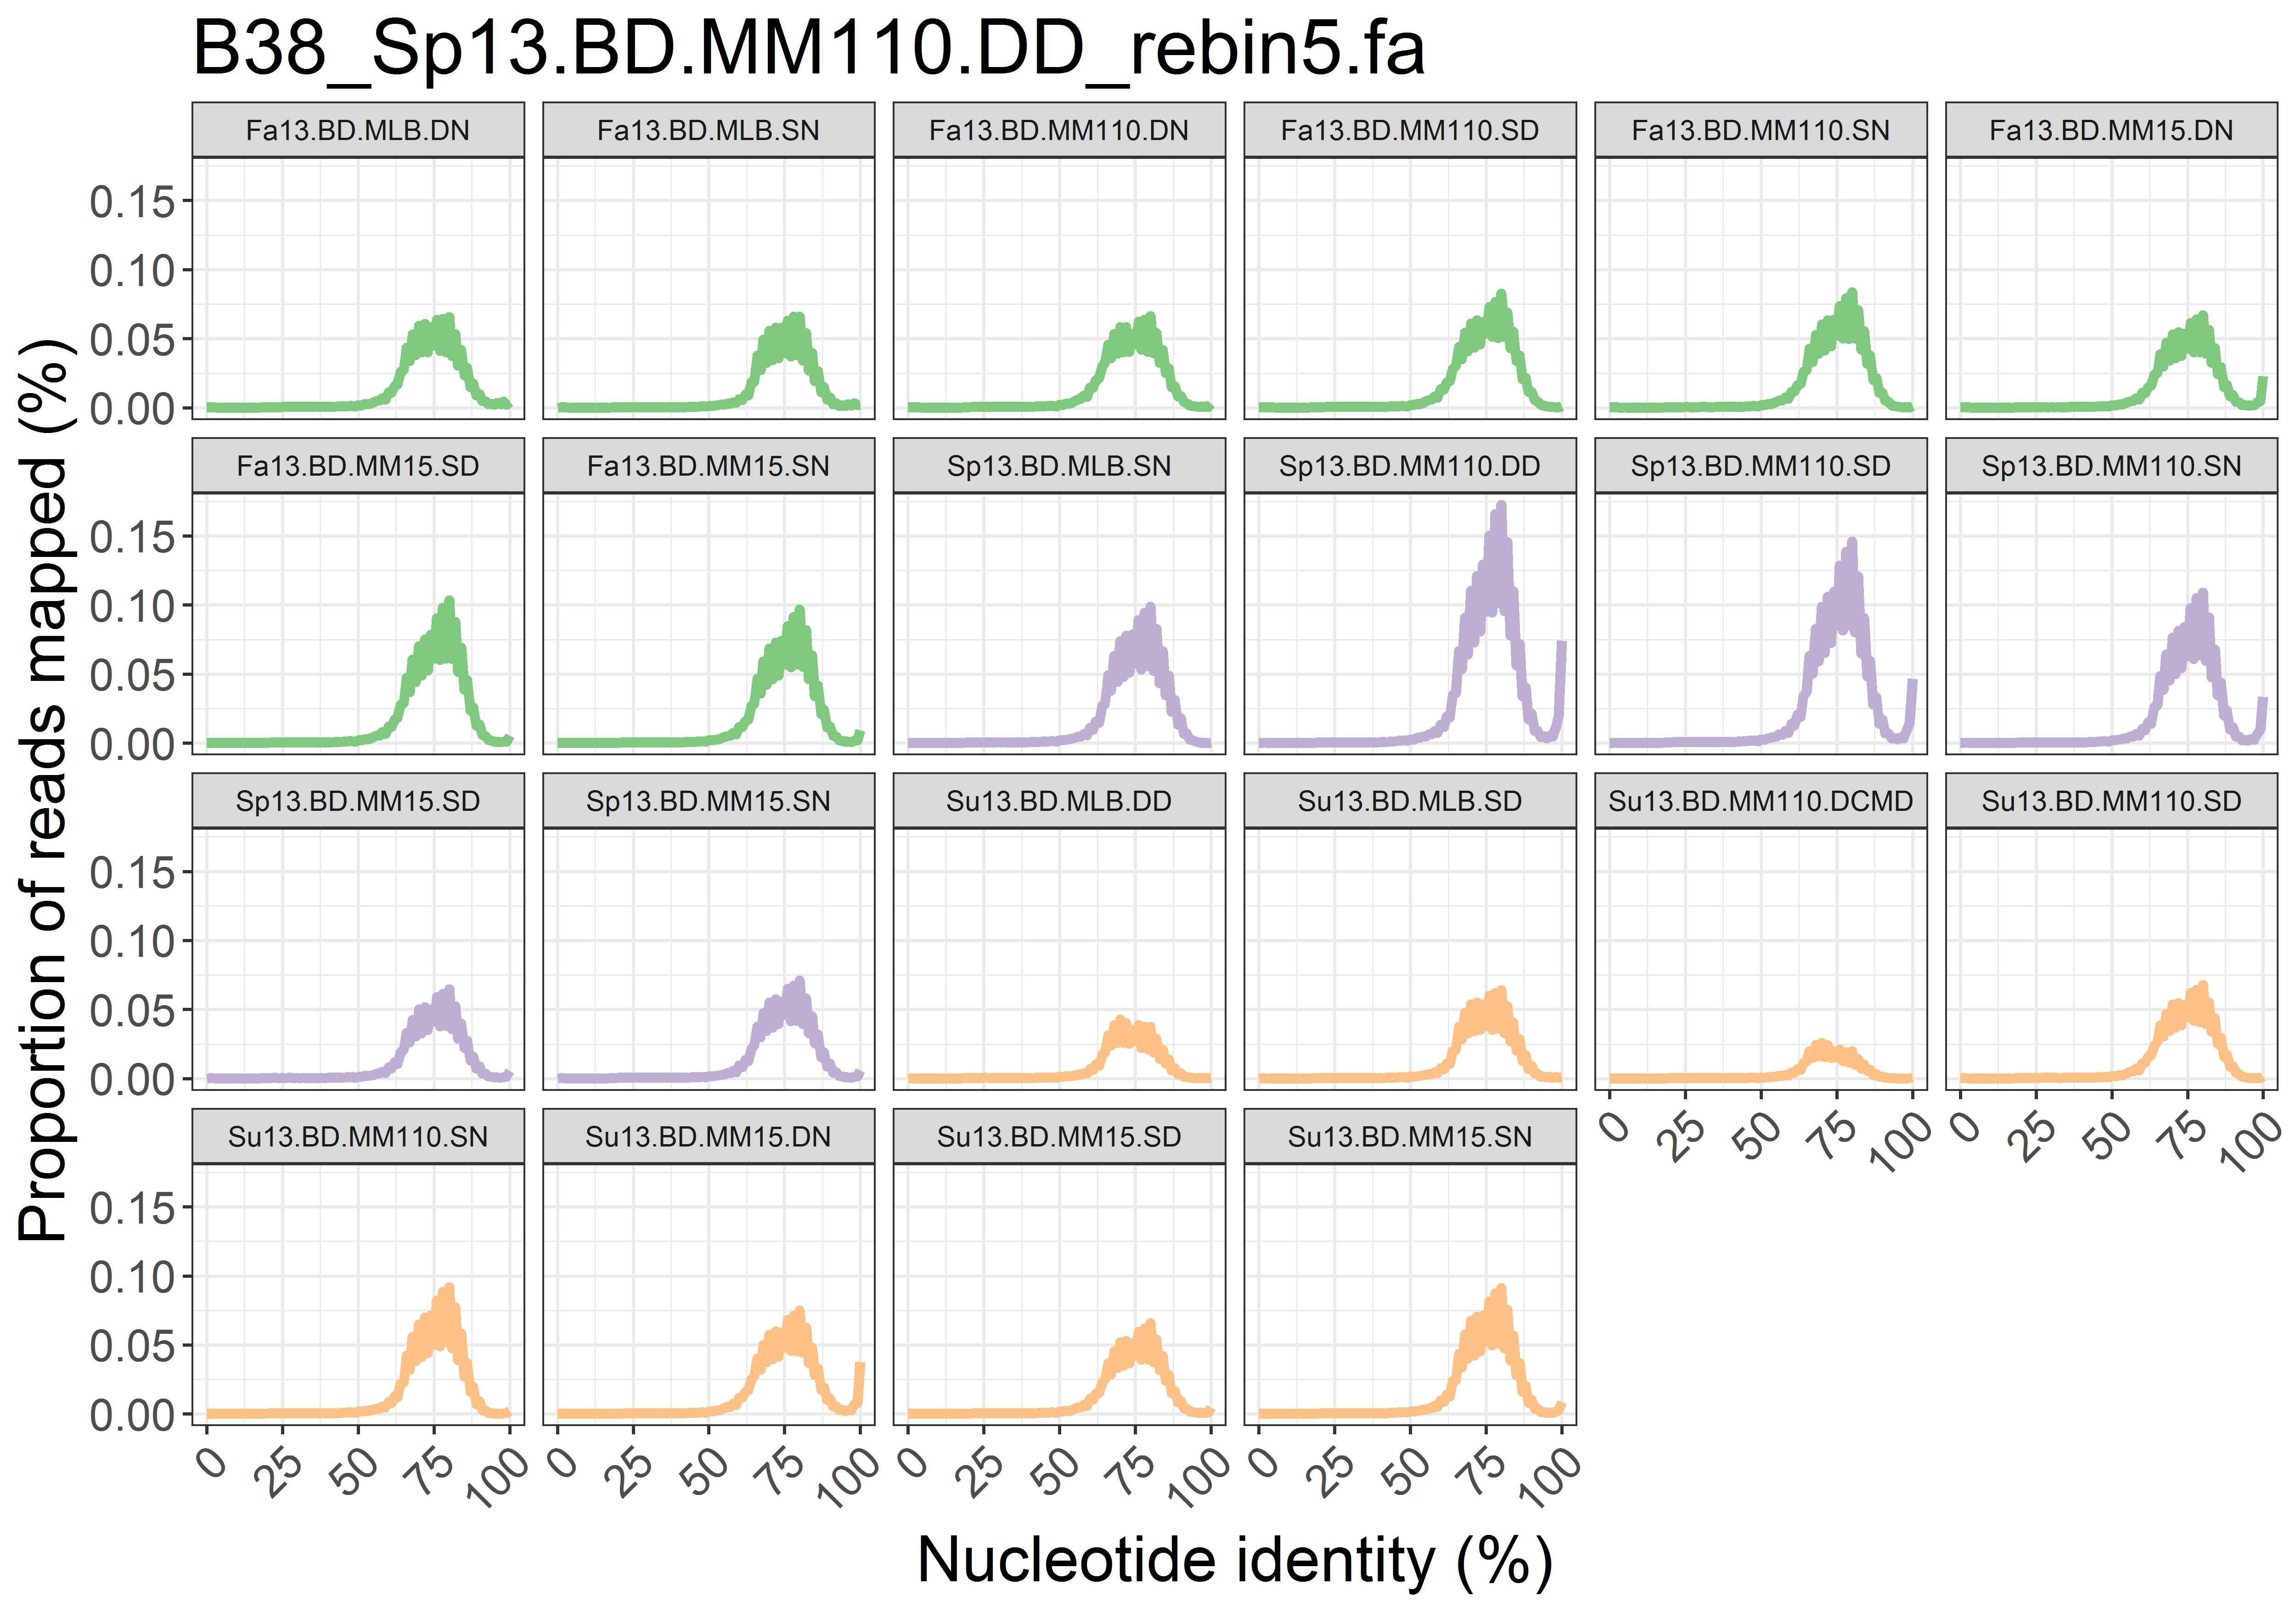 B38_Sp13.BD.MM110.DD_rebin5.fa
Proportion of reads mapped (%)
Fa13.BD.MLB.DN Fa13.BD.MLB.SN Fa13.BD.MM110.DN Fa13.BD.MM110.SD Fa13.BD.MM110.SN Fa13.BD.MM15.DN
0.15
0.10
0.05
0.00
Fa13.BD.MM15.SD Fa13.BD.MM15.SN Sp13.BD.MLB.SN Sp13.BD.MM110.DD Sp13.BD.MM110.SD Sp13.BD.MM110.SN
0.15
0.10
0.05
0.00
Sp13.BD.MM15.SD Sp13.BD.MM15.SN Su13.BD.MLB.DD Su13.BD.MLB.SD Su13.BD.MM110.DCMD Su13.BD.MM110.SD
0.15
0.10
0.05
0.00
0 25 50 75 100 0 25 50 75 100
Su13.BD.MM110.SN Su13.BD.MM15.DN Su13.BD.MM15.SD Su13.BD.MM15.SN
0.15
0.10
0.05
0.00
0 25 50 75 100 0 25 50 75 100 0 25 50 75 100 0 25 50 75 100
Nucleotide identity (%)